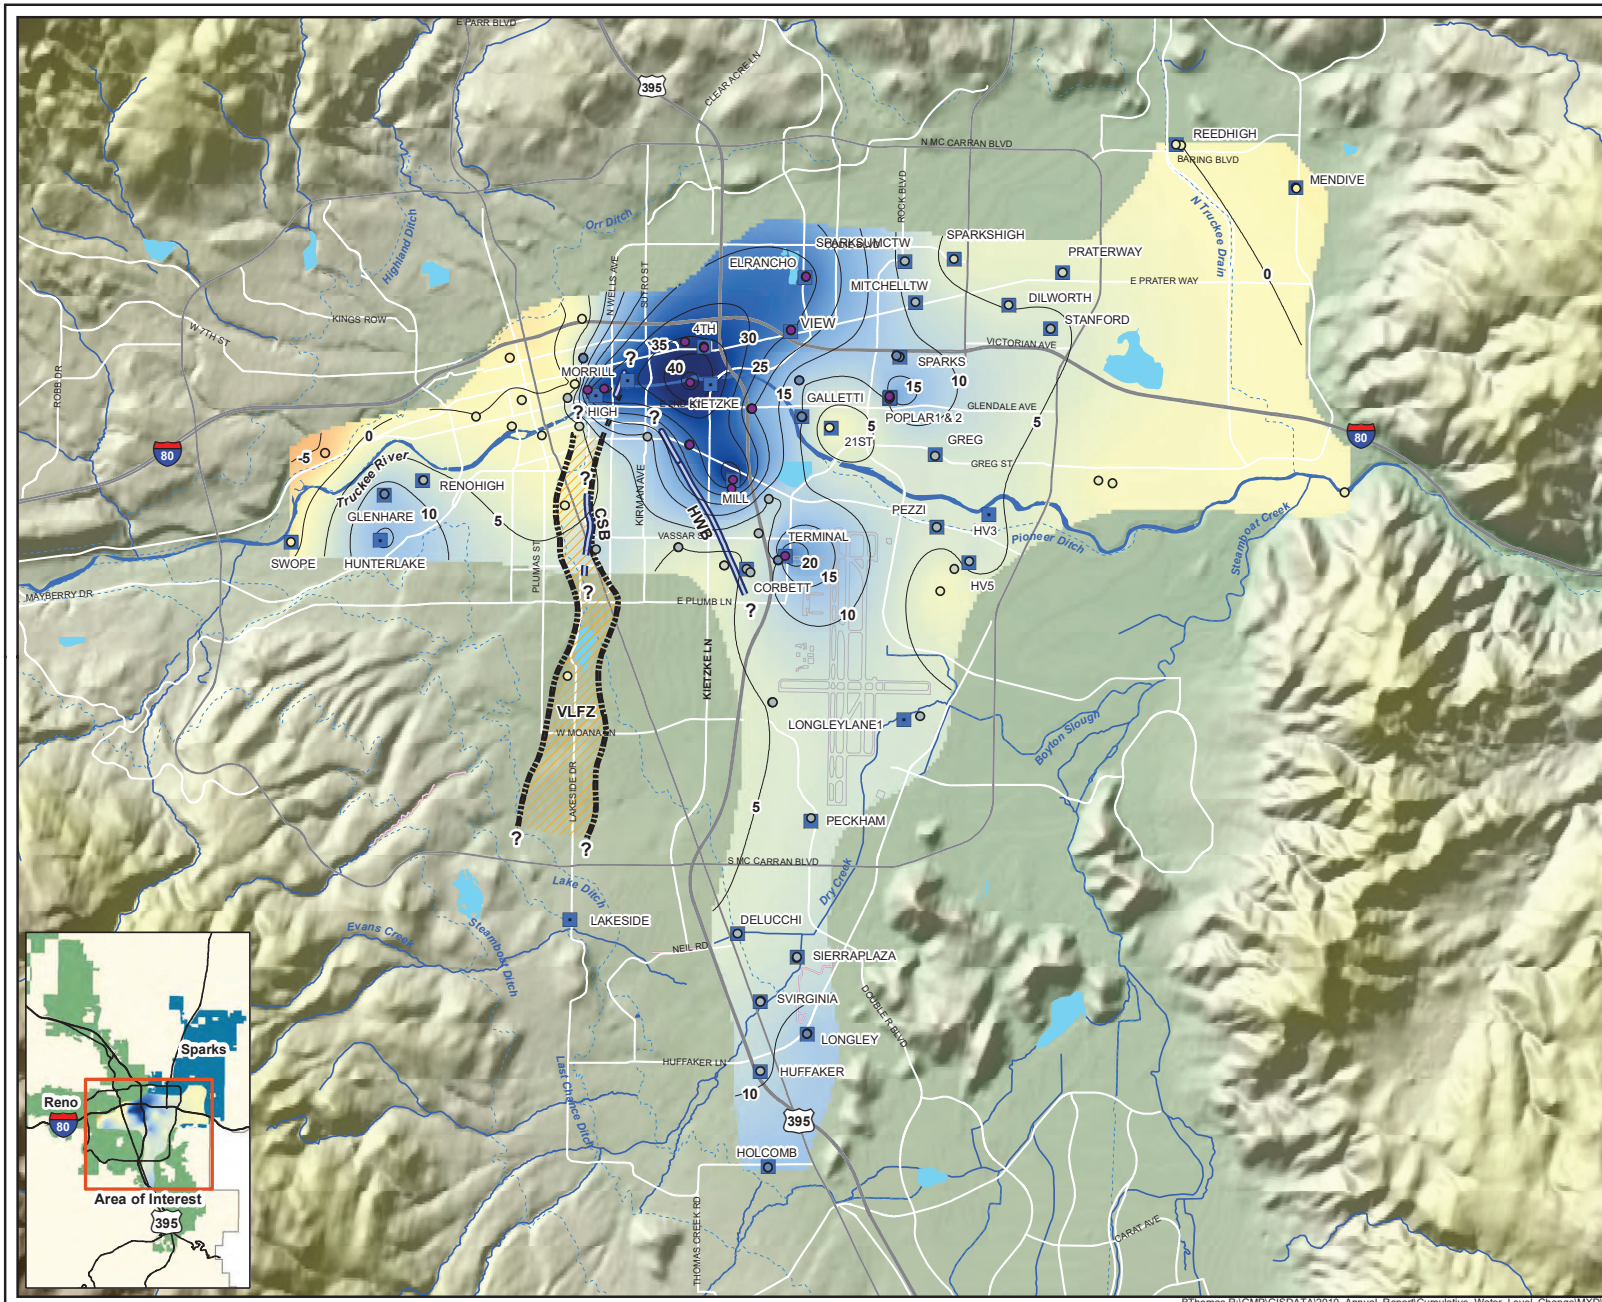 E PARR BLVD
395
CLEAR ACRE LN
N MC CARRAN BLVD
REEDHIGH
BARING BLVD
MENDIVE
N Truckee Drain
ROCK BLVD
Highland Ditch
Orr Ditch
SPARKSUMCTW
SPARKSHIGH
PRATERWAY
ELRANCHO
MITCHELLTW
E PRATER WAY
0
DILWORTH
STANFORD
N WELLS AVE
SUTRO ST
KINGS ROW
W 7TH ST
4TH
VIEW
30
35
?
VICTORIAN AVE
SPARKS
ROBB DR
MORRILL
40
25
15
15
10
KIETZKE
GALLETTI
GLENDALE AVE
POPLAR1 & 2
? HIGH
?
5
5
21ST
GREG
GREG ST
0
80
80
-5
Truckee River
RENOHIGH
GLENHARE
10
5
?
KIRMAN AVE
MILL
PEZZI
HV3
Pioneer Ditch
Steamboat Creek
CSB
HWB
VASSAR S
TERMINAL
20
15
SWOPE
HUNTERLAKE
PLUMAS ST
CORBETT
HV5
MAYBERRY DR
?
E PLUMB LN
?
10
KIETZKE LN
VLFZ
W MOANA LN
LONGLEYLANE1
Boyton Slough
LAKESIDE DR
5
PECKHAM
?
?
S MC CARRAN BLVD
Dry Creek
Lake Ditch
LAKESIDE
Evans Creek
Steamboat Ditch
DELUCCHI
NEIL RD
SIERRAPLAZA
SVIRGINIA
DOUBLE R BLVD
LONGLEY
Last Chance Ditch
HUFFAKER LN
HUFFAKER
10
395
HOLCOMB
THOMAS CREEK RD
CARAT AVE
Sparks
Reno
80
Area of Interest
395